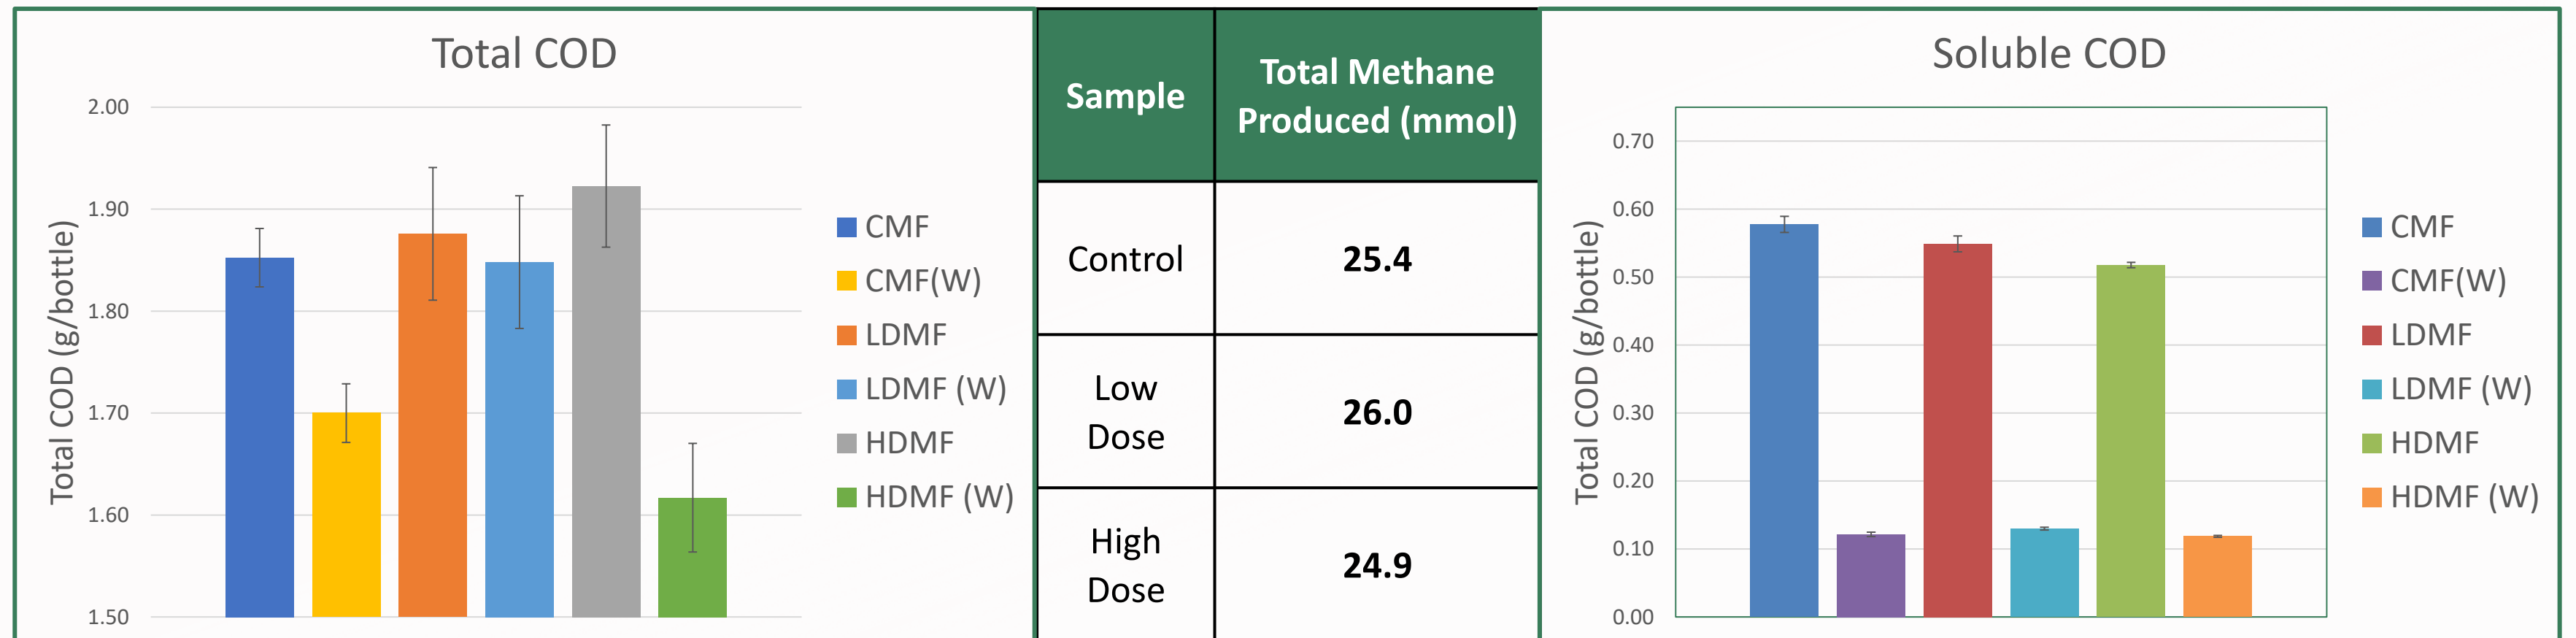 Total COD
Total COD (g/bottle)
2.00
1.90
1.80
1.70
1.60
1.50
CMF
CMF(W)
LDMF
LDMF (W)
HDMF
HDMF (W)
Sample
Total Methane
Produced (mmol)
Control
25.4
Low
Dose
26.0
High
Dose
24.9
Soluble COD
Total COD (g/bottle)
0.70
0.60
0.50
0.40
0.30
0.20
0.10
0.00
CMF
CMF(W)
LDMF
LDMF (W)
HDMF
HDMF (W)